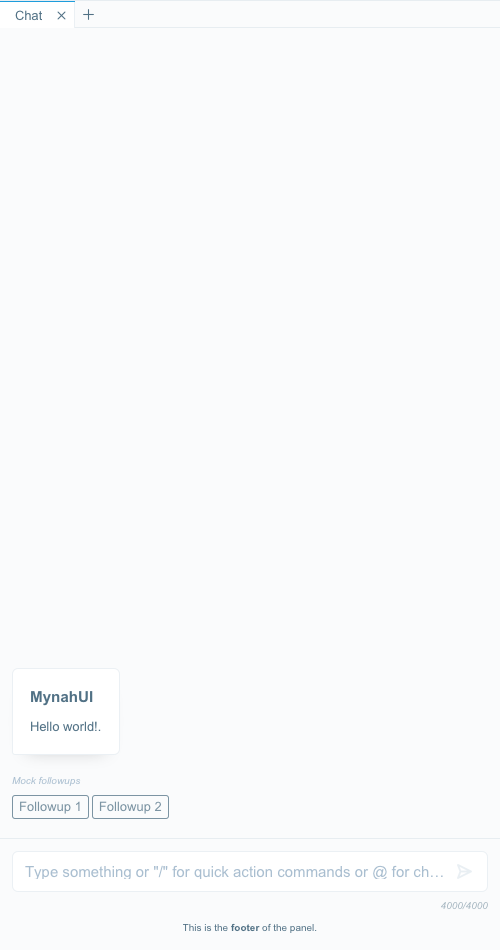 Chat
MynahUI
Hello world!.
Mock followups
Followup 1 Followup 2
Type something or "/" for quick action commands or @ for ch…
4000/4000
This is the footer of the panel.